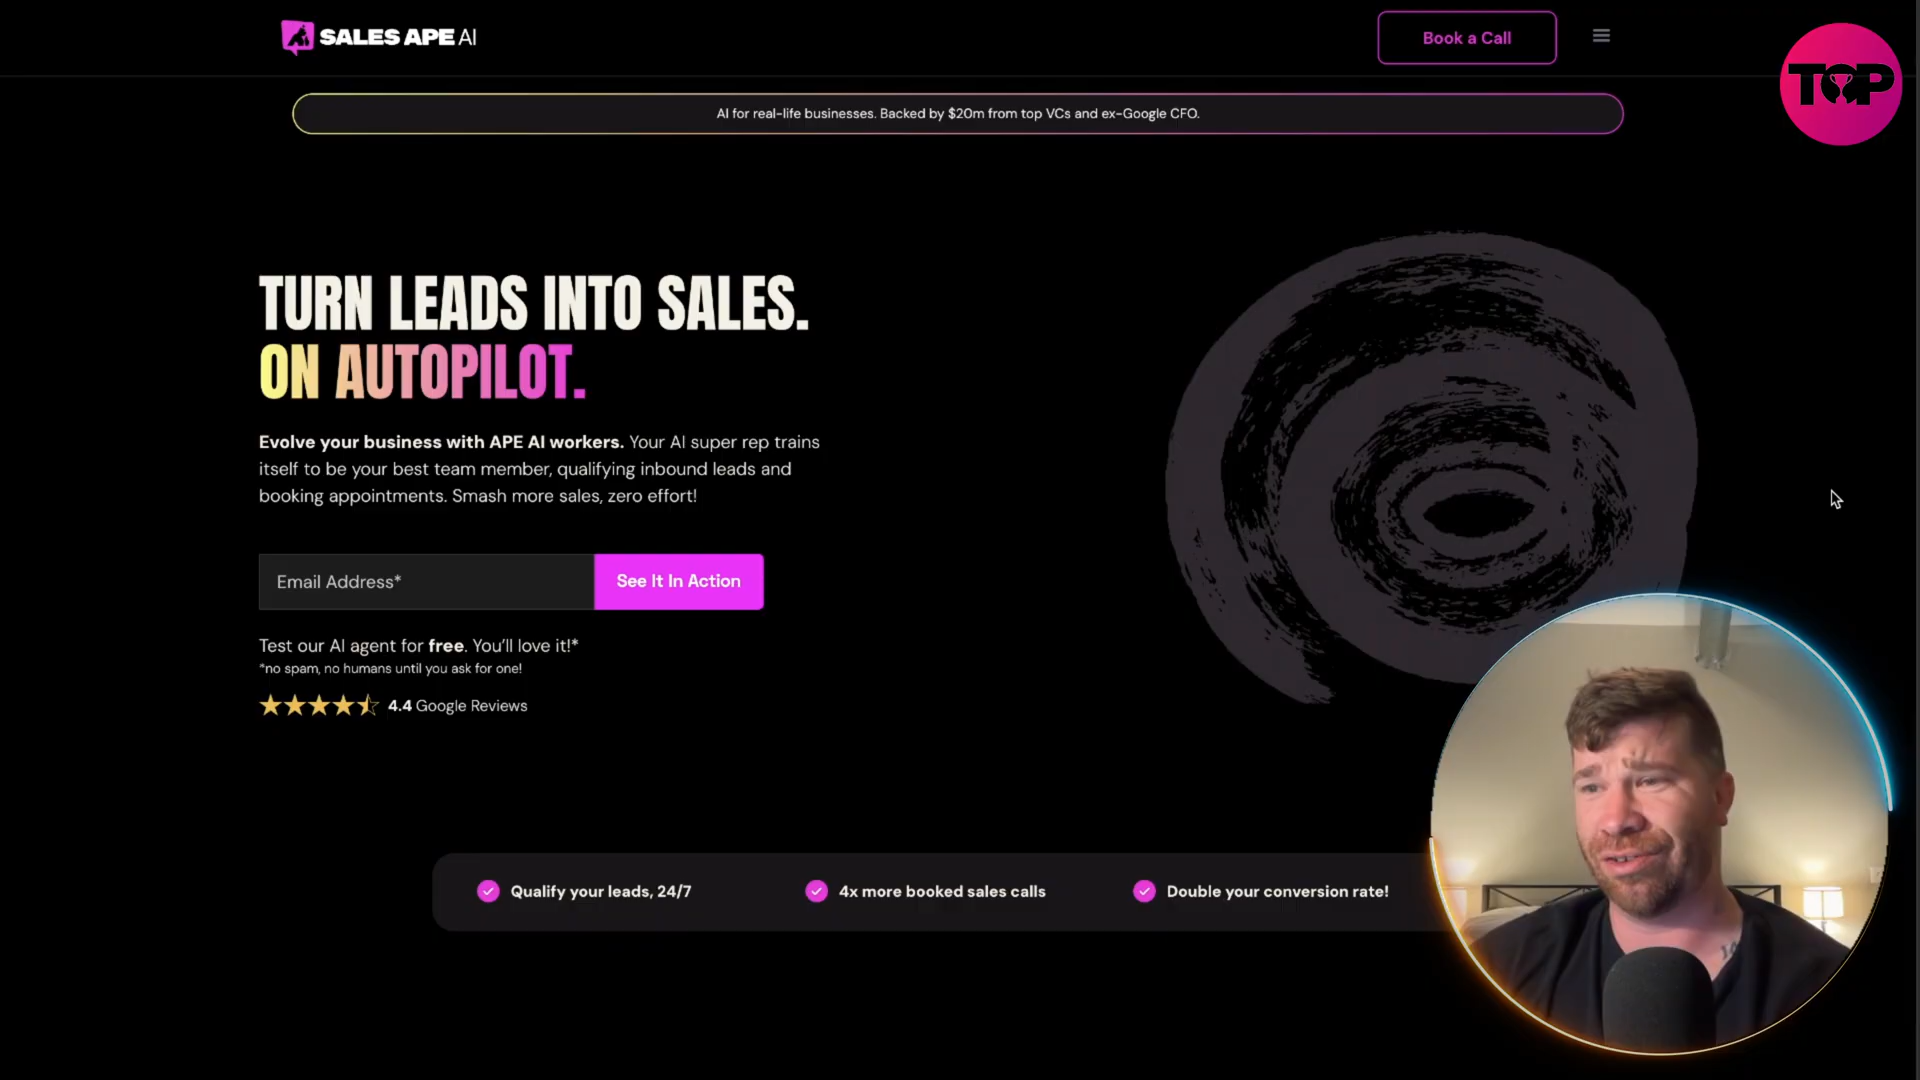 SALES APE AI
Book a Call
TOP
AI for real-life businesses. Backed by $20m from top VCs and ex-Google CFO.
TURN LEADS INTO SALES.
ON AUTOPILOT.
Evolve your business with APE AI workers. Your AI super rep trains
itself to be your best team member, qualifying inbound leads and
booking appointments. Smash more sales, zero effort!
Email Address*
See It In Action
Test our AI agent for free. You'll love it!*
*no spam, no humans until you ask for one!
4.4 Google Reviews
Qualify your leads, 24/7
4x more booked sales calls
Double your conversion rate!